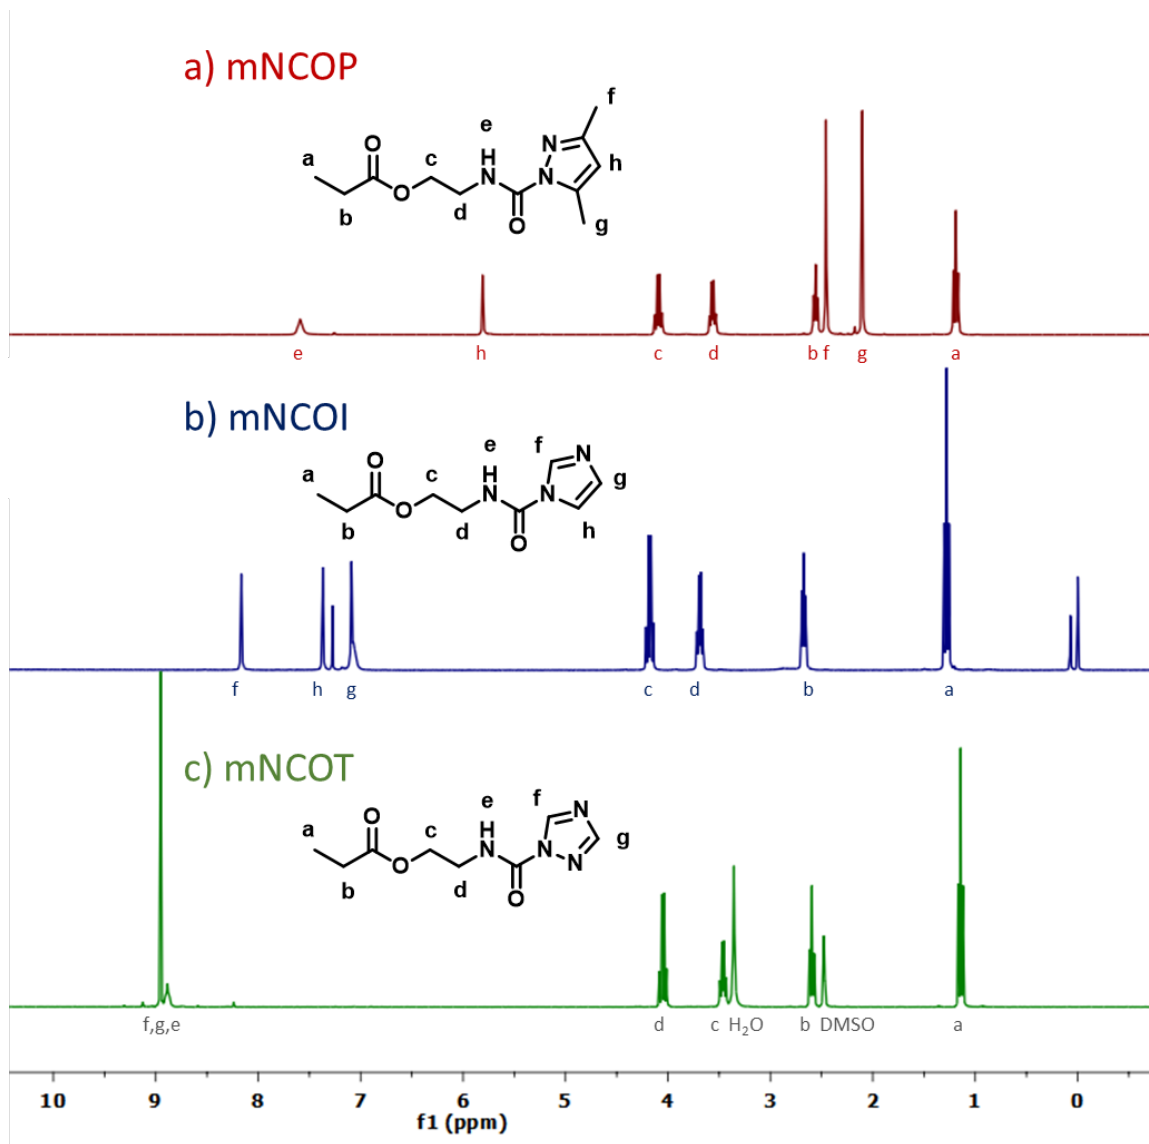 a) mNCOP
f
e
O
H
N
h
a
c
N
N
O
d
b
O
g
e h c d b f g a
b) mNCOI
e
f
N
O
H
a
c
N
N
g
O
d
b
O
h
f h g c d b a
c) mNCOT
e
f
N
O
H
a
c
N
N
g
O
d
N
b
O
f,g,e d c H₂O b DMSO a
10 9 8 7 6 5 4 3 2 1 0
f1 (ppm)